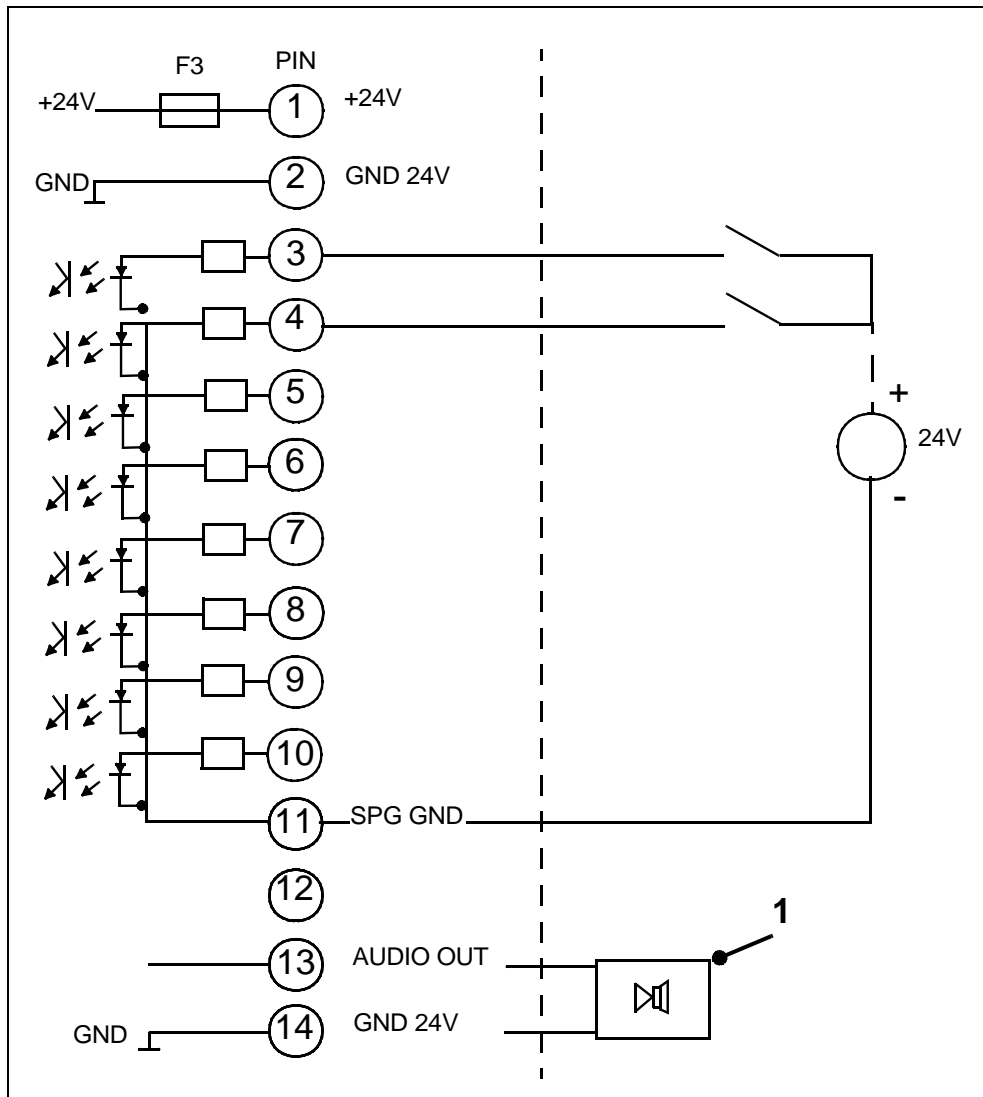 F3 PIN
+24V 1 +24V
GND 2 GND 24V
3
4
5
+
6 24V
-
7
8
9
10
11 SPG GND
12
1
13 AUDIO OUT
GND 14 GND 24V